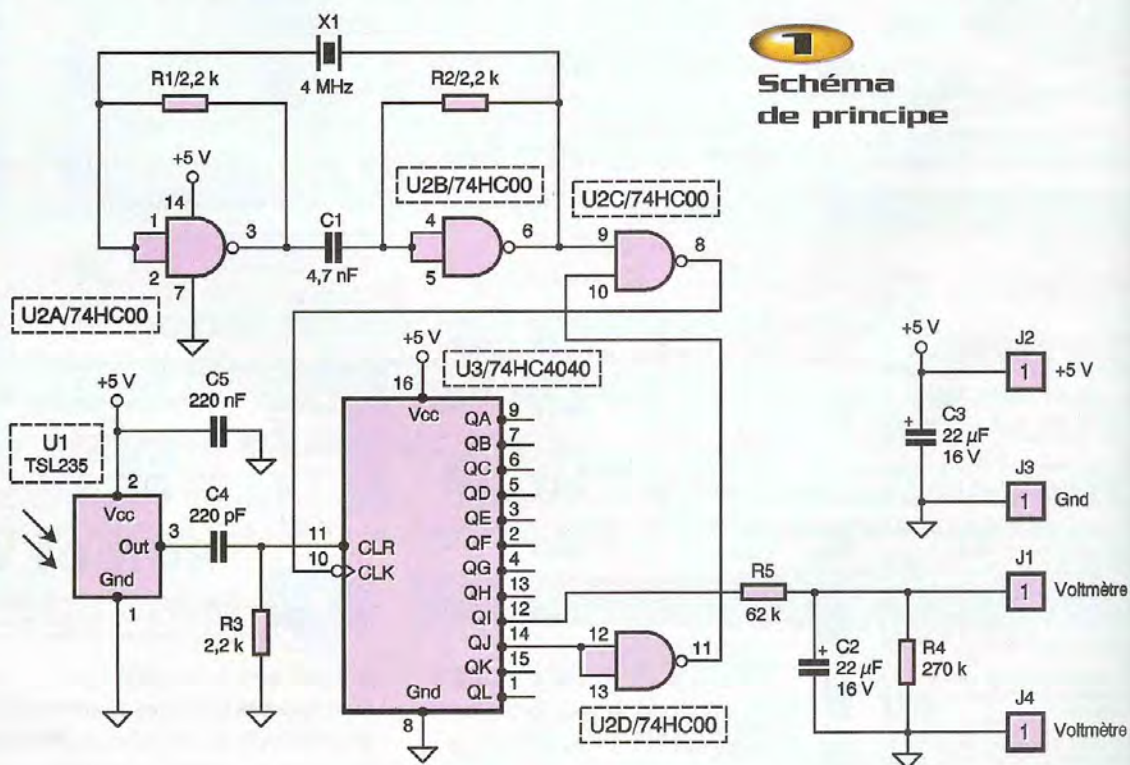 1
Schéma
de principe
X1
4 MHz
R1/2,2 k
R2/2,2 k
+5 V
14
1
2
3
7
U2A/74HC00
C1
4,7 nF
U2B/74HC00
4
5
6
U2C/74HC00
9
10
8
+5 V
C5
220 nF
U1
TSL235
2
Vcc
Out
3
Gnd
1
C4
220 pF
R3
2,2 k
+5 V
16
U3/74HC4040
Vcc
11
CLR
10
CLK
QA
9
QB
7
QC
6
QD
5
QE
3
QF
2
QG
4
QH
13
QI
12
QJ
14
QK
15
QL
1
Gnd
8
12
13
11
U2D/74HC00
R5
62 k
C2
22 µF
16 V
+
R4
270 k
+5 V
+
C3
22 µF
16 V
J2
1
+5 V
J3
1
Gnd
J1
1
Voltmètre
J4
1
Voltmètre